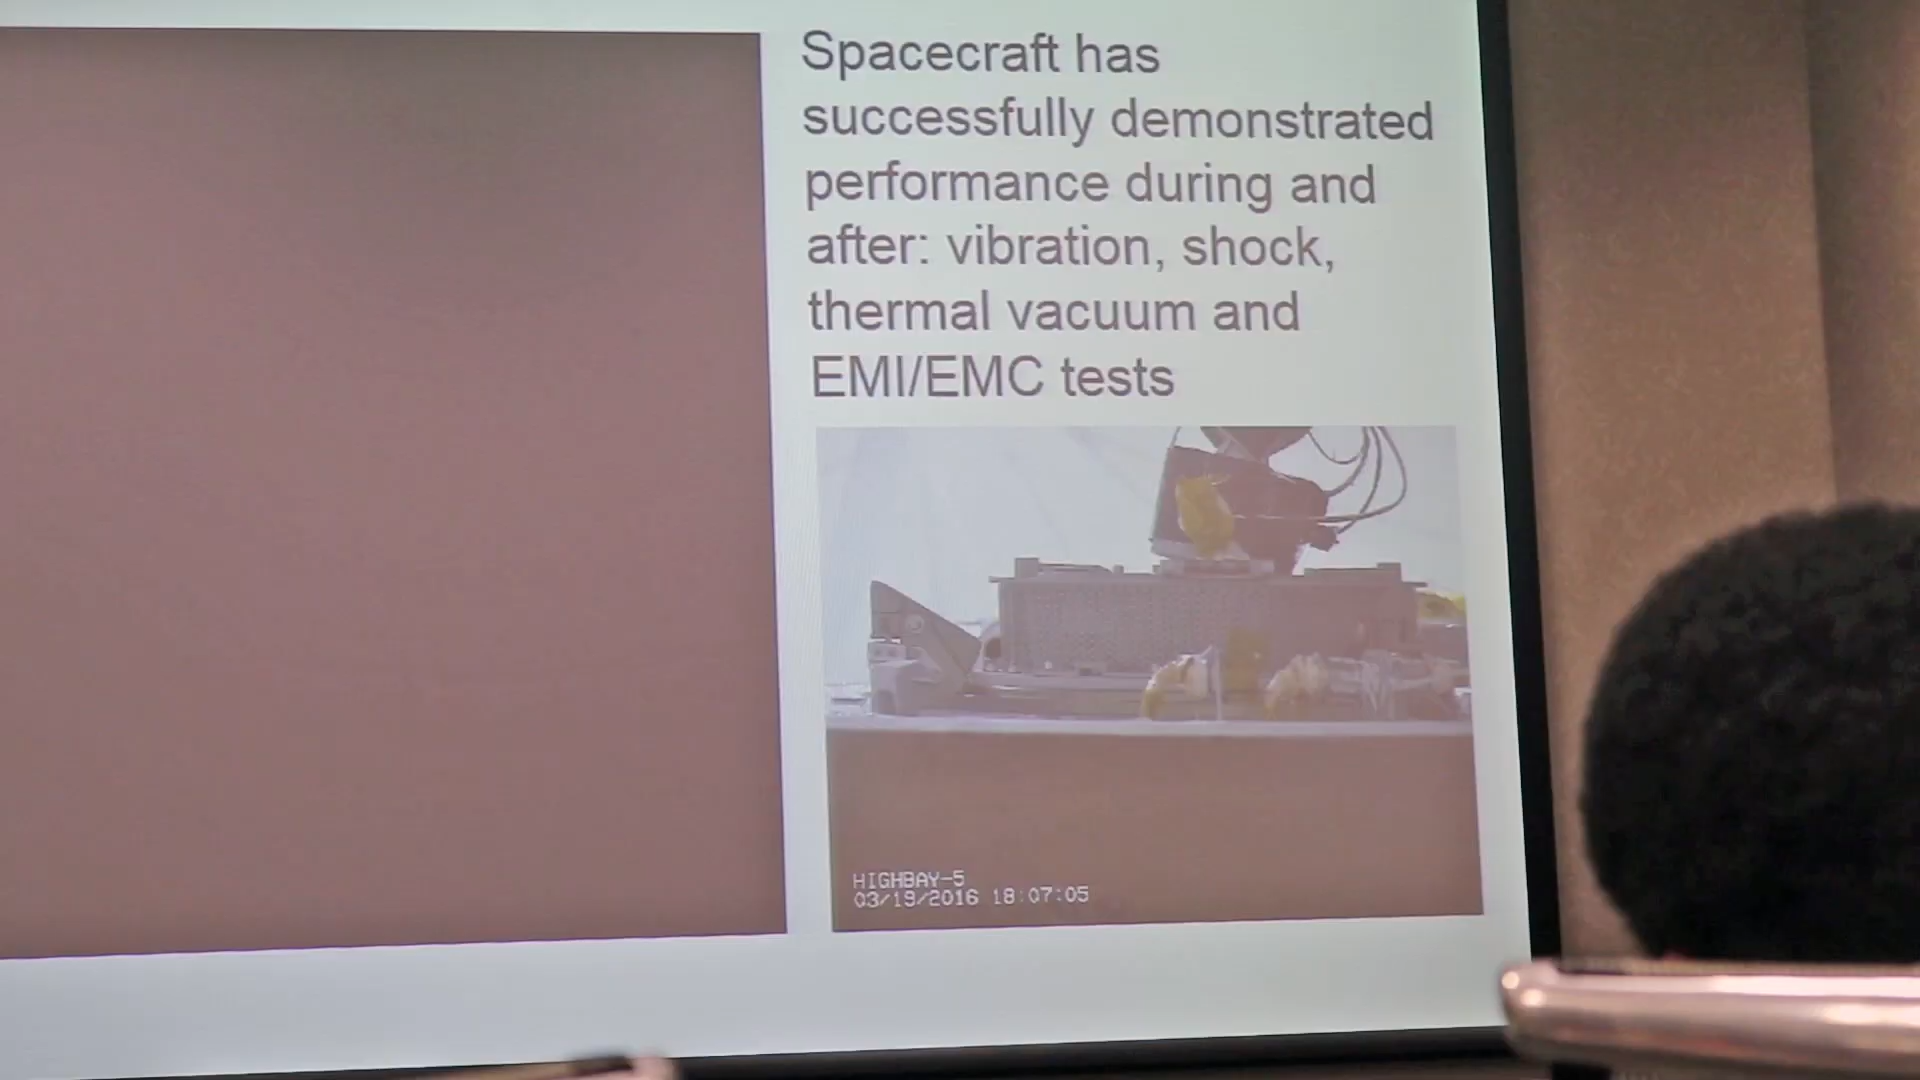 Spacecraft has
successfully demonstrated
performance during and
after: vibration, shock,
thermal vacuum and
EMI/EMC tests
HIGHBAY-5
03/19/2016 18:07:05